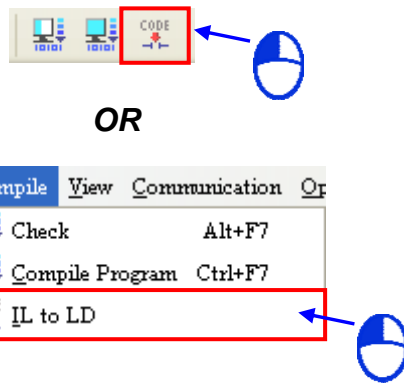 CODE
OR
mpile View Communication Op
Check Alt+F7
Compile Program Ctrl+F7
IL to LD